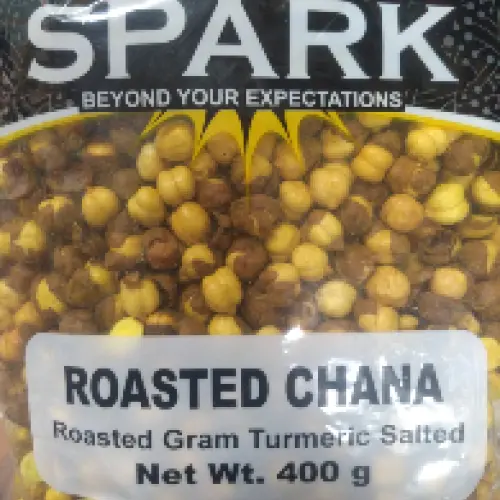 SPARK
BEYOND YOUR EXPECTATIONS
ROASTED CHANA
Roasted Gram Turmeric Salted
Net Wt. 400 g